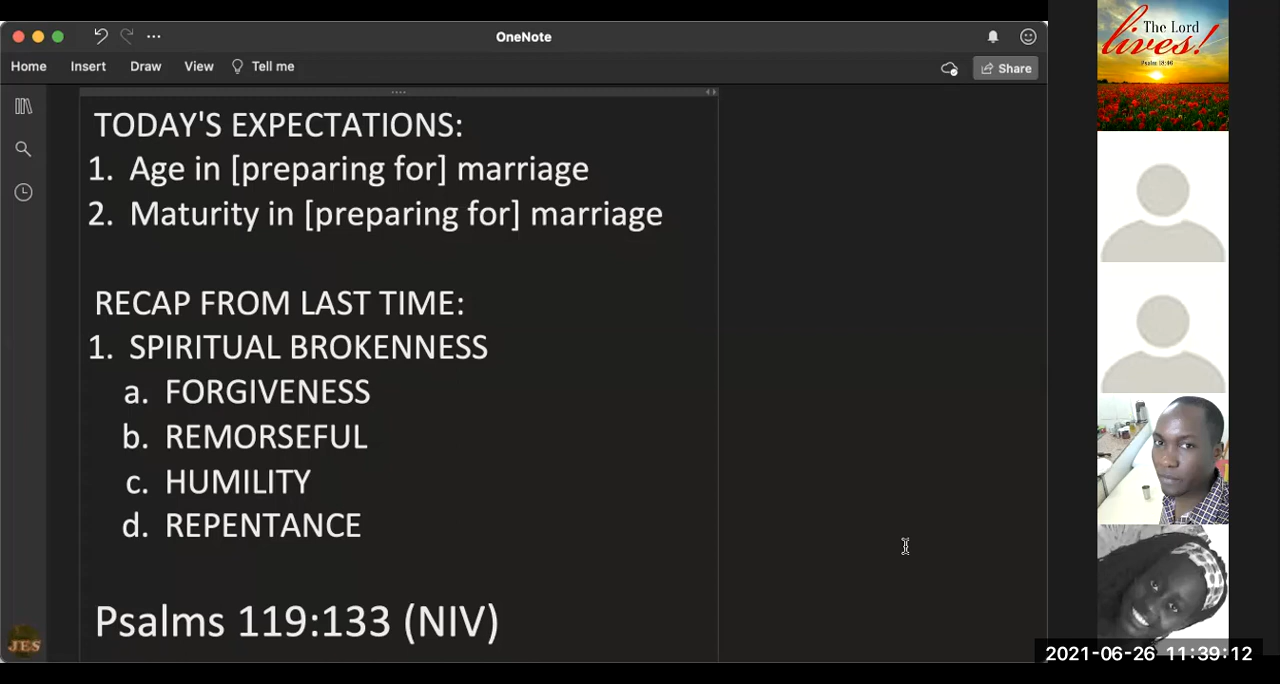 OneNote
Home Insert Draw View Tell me Share
TODAY'S EXPECTATIONS:
1. Age in [preparing for] marriage
2. Maturity in [preparing for] marriage
RECAP FROM LAST TIME:
1. SPIRITUAL BROKENNESS
a. FORGIVENESS
b. REMORSEFUL
c. HUMILITY
d. REPENTANCE
Psalms 119:133 (NIV)
JES
The Lord
lives!
2021-06-26 11:39:12